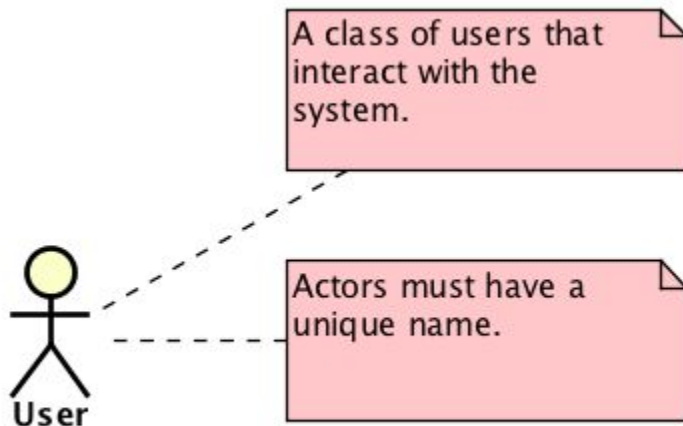 A class of users that
interact with the
system.
Actors must have a
unique name.
User